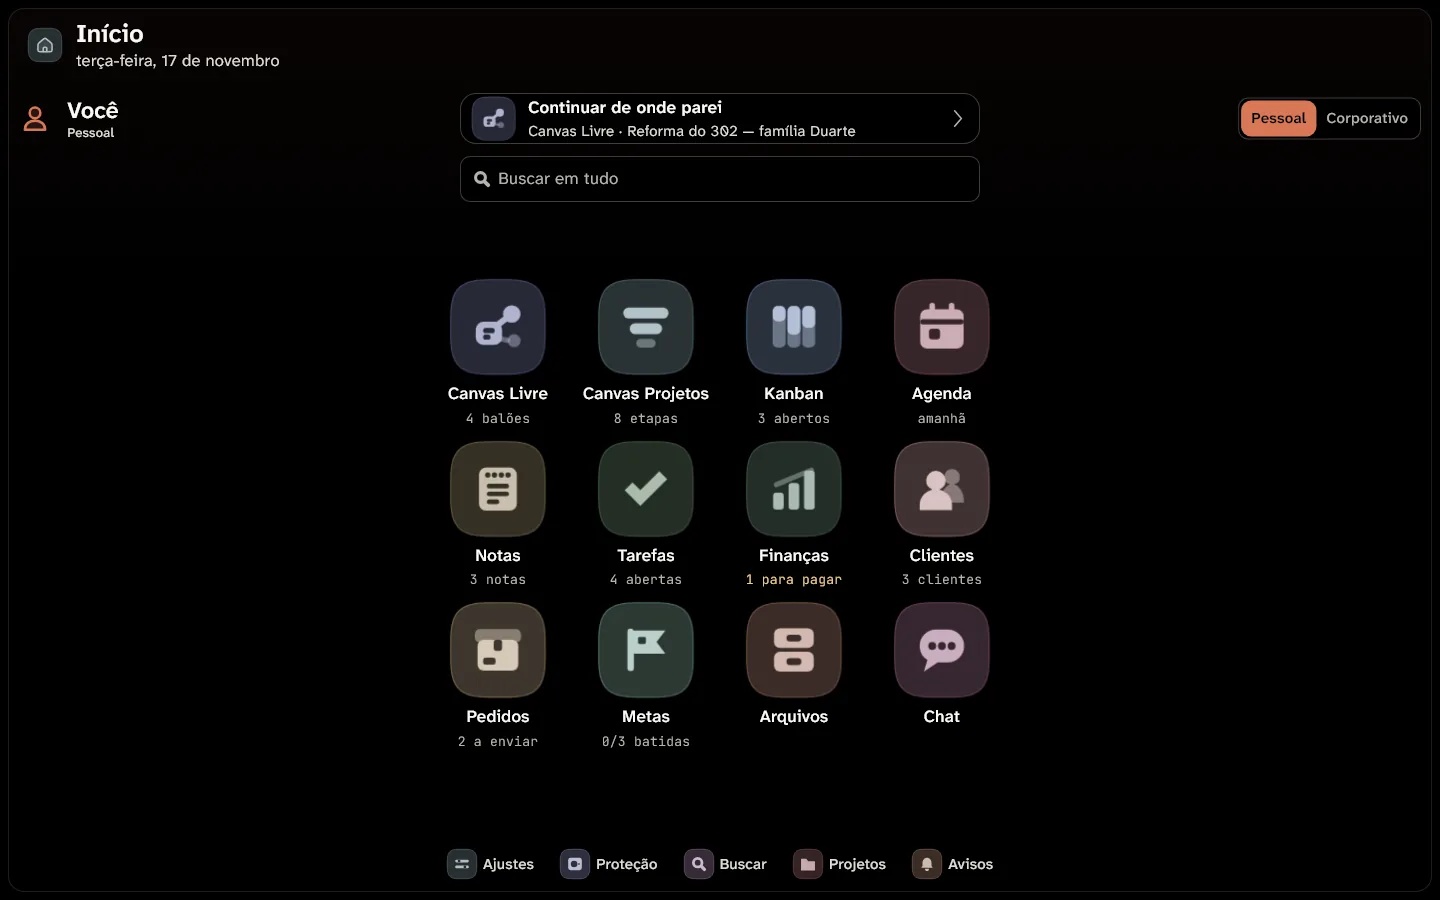 Início
terça-feira, 17 de novembro
Você
Pessoal
Continuar de onde parei
Canvas Livre · Reforma do 302 — família Duarte
Pessoal
Corporativo
Buscar em tudo
Canvas Livre
4 balões
Canvas Projetos
8 etapas
Kanban
3 abertos
Agenda
amanhã
Notas
3 notas
Tarefas
4 abertas
Finanças
1 para pagar
Clientes
3 clientes
Pedidos
2 a enviar
Metas
0/3 batidas
Arquivos
Chat
Ajustes
Proteção
Buscar
Projetos
Avisos